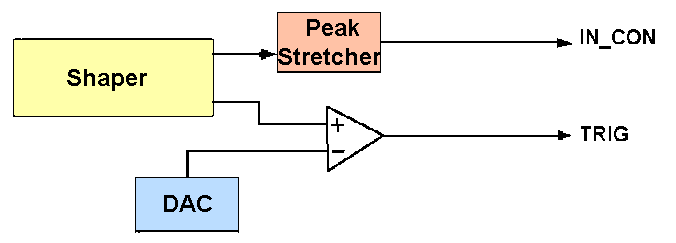 Peak
Stretcher
IN_CON
Shaper
+
−
TRIG
DAC